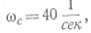 ω_c = 40 1/сек,